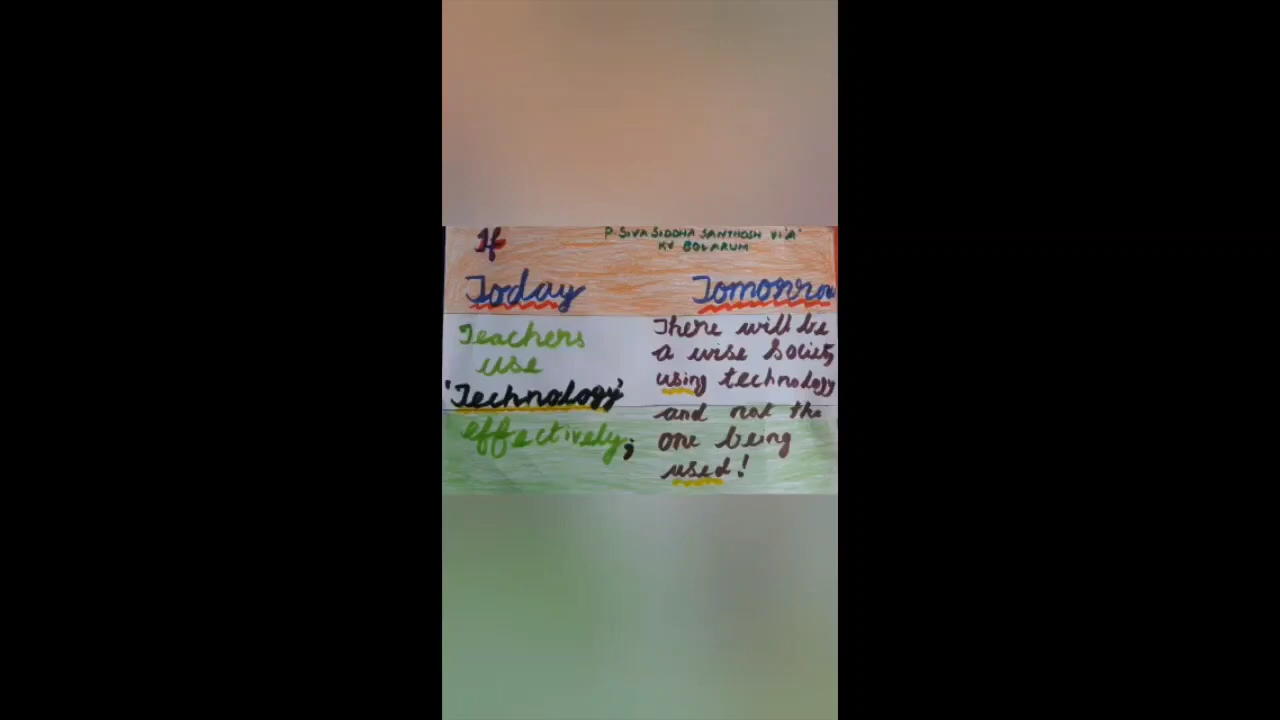 If
P. SIVA SIDDHA SANTHOSH VI 'A'
KV BOLARUM
Today
Teachers
use
'Technology'
effectively;
Tomorrow
There will be
a wise society
using technology
and not the
one being
used!